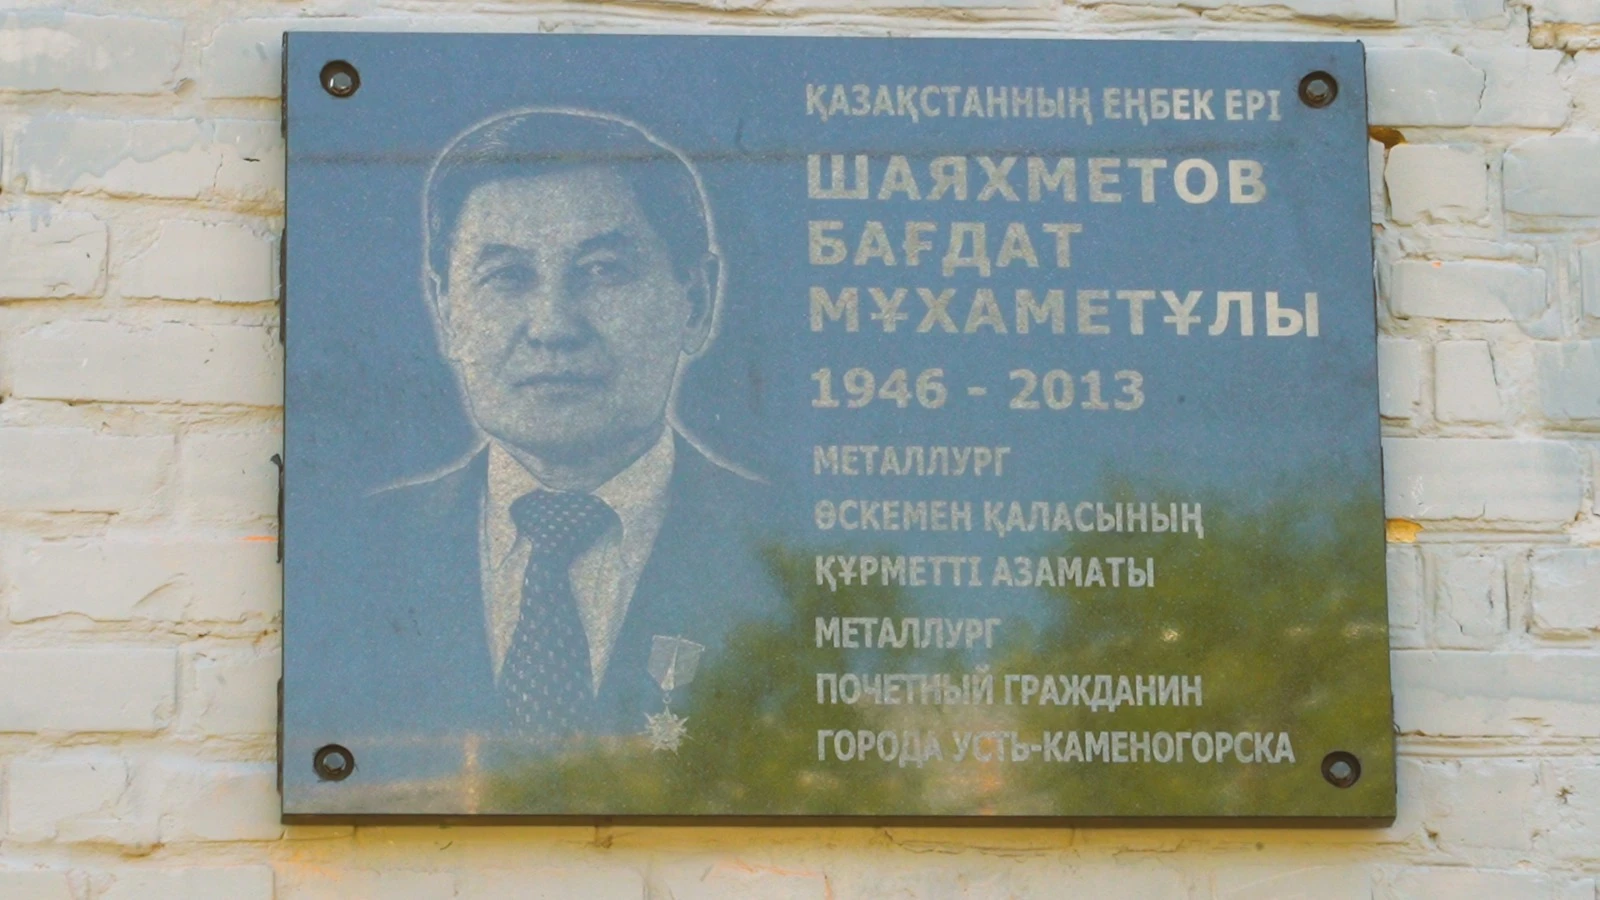 ҚАЗАҚСТАННЫҢ ЕҢБЕК ЕРІ
ШАЯХМЕТОВ
БАҒДАТ
МҰХАМЕТҰЛЫ
1946 - 2013
МЕТАЛЛУРГ
ӨСКЕМЕН ҚАЛАСЫНЫҢ
ҚҰРМЕТТІ АЗАМАТЫ
МЕТАЛЛУРГ
ПОЧЕТНЫЙ ГРАЖДАНИН
ГОРОДА УСТЬ-КАМЕНОГОРСКА